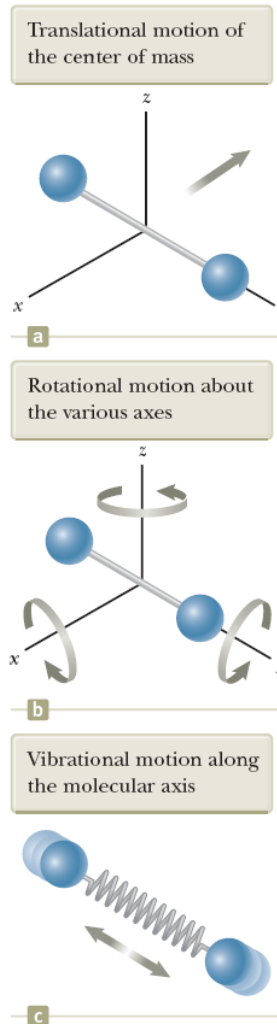 Translational motion of
the center of mass
z
x
a
Rotational motion about
the various axes
z
x
b
Vibrational motion along
the molecular axis
c